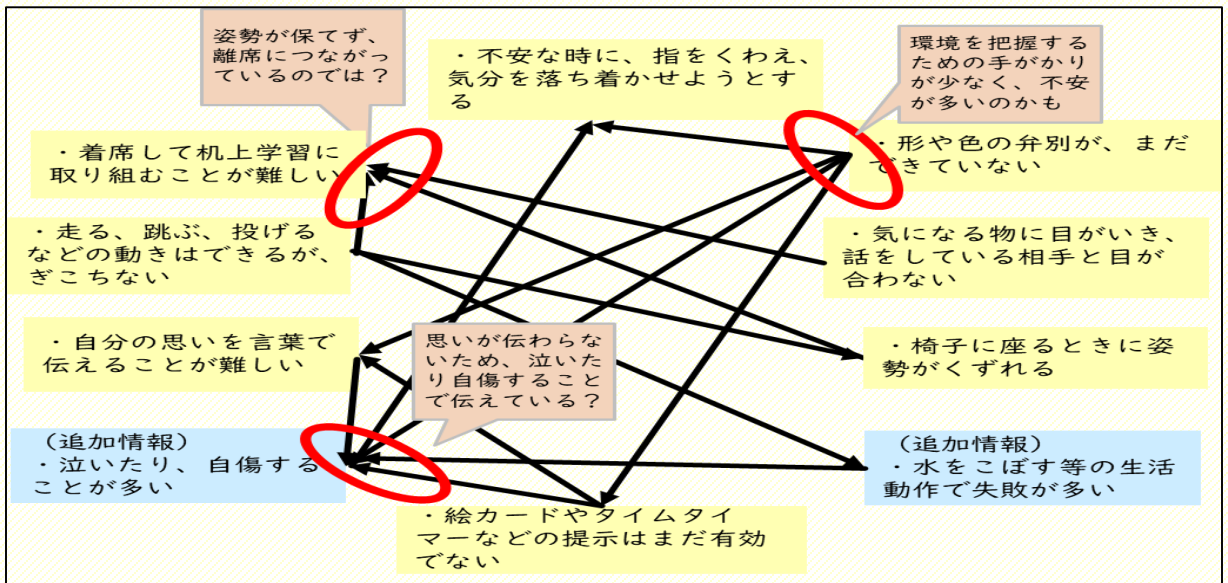 姿勢が保てず、
離席につながっ
ているのでは？
・不安な時に、指をくわえ、
気分を落ち着かせようとす
る
環境を把握する
ための手がかり
が少なく、不安
が多いのかも
・着席して机上学習に
取り組むことが難しい
・形や色の弁別が、まだ
できていない
・走る、跳ぶ、投げる
などの動きはできるが、
ぎこちない
・気になる物に目がいき、
話をしている相手と目が
合わない
・自分の思いを言葉で
伝えることが難しい
思いが伝わらな
いため、泣いた
り自傷すること
で伝えている？
・椅子に座るときに姿
勢がくずれる
（追加情報）
・泣いたり、自傷する
ことが多い
（追加情報）
・水をこぼす等の生活
動作で失敗が多い
・絵カードやタイムタイ
マーなどの提示はまだ有効
でない